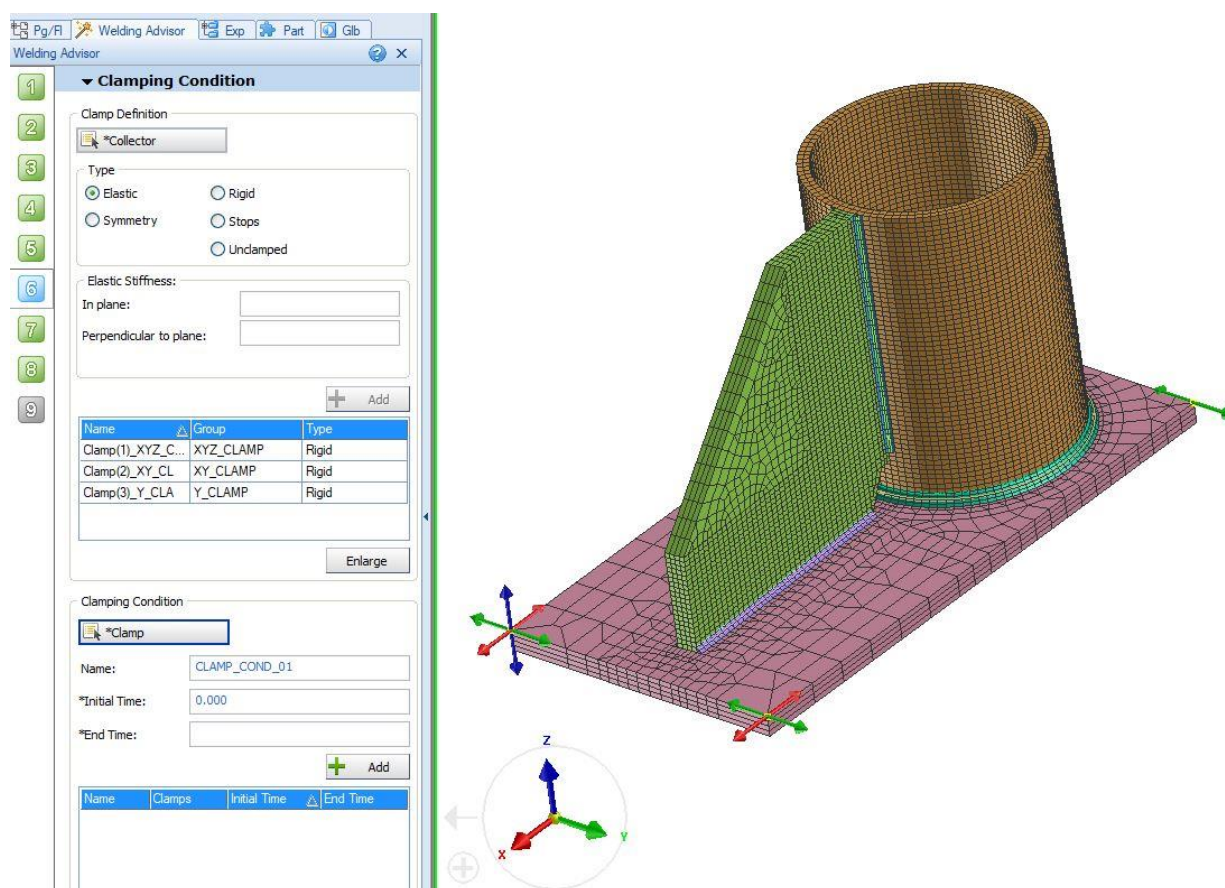 Pg/Fl Welding Advisor Exp Part Glb
Welding Advisor
Clamping Condition
1
2
3
4
5
6
7
8
9
Clamp Definition
*Collector
Type
Elastic Rigid
Symmetry Stops
Unclamped
Elastic Stiffness:
In plane:
Perpendicular to plane:
Add
Name Group Type
Clamp(1)_XYZ_C... XYZ_CLAMP Rigid
Clamp(2)_XY_CL XY_CLAMP Rigid
Clamp(3)_Y_CLA Y_CLAMP Rigid
Enlarge
Clamping Condition
*Clamp
Name: CLAMP_COND_01
*Initial Time: 0.000
*End Time:
Add
Name Clamps Initial Time End Time
Z
X
Y